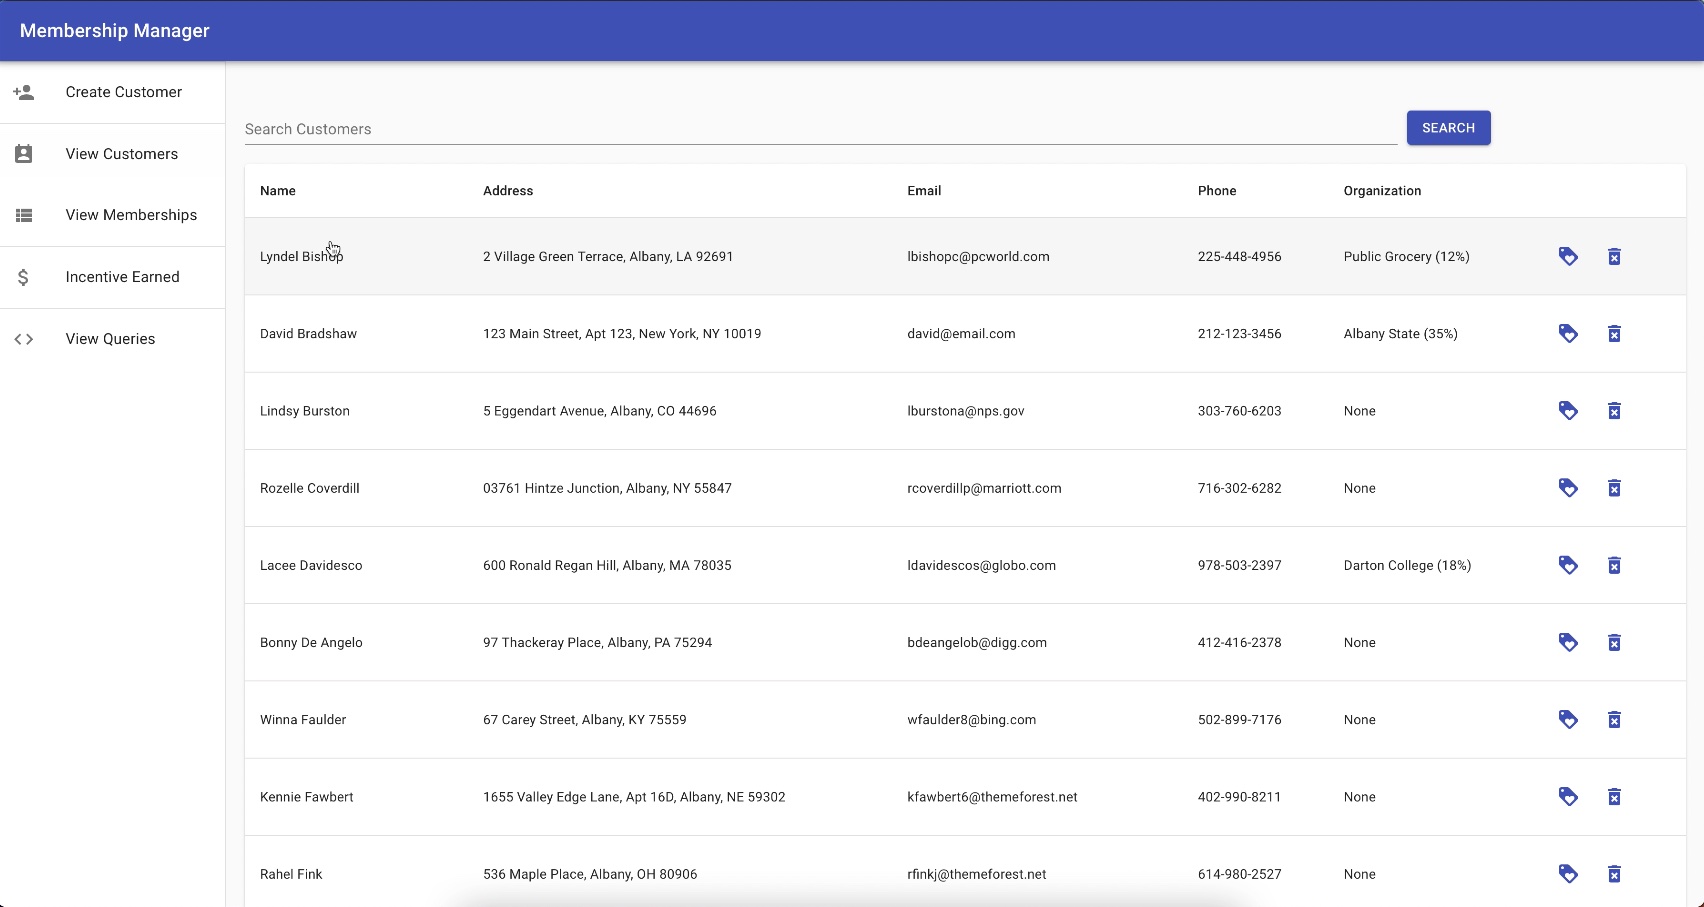 Membership Manager
Create Customer
View Customers
View Memberships
Incentive Earned
View Queries
Search Customers
SEARCH
Name Address Email Phone Organization
Lyndel Bishop 2 Village Green Terrace, Albany, LA 92691 lbishopc@pcworld.com 225-448-4956 Public Grocery (12%)
David Bradshaw 123 Main Street, Apt 123, New York, NY 10019 david@email.com 212-123-3456 Albany State (35%)
Lindsy Burston 5 Eggendart Avenue, Albany, CO 44696 lburstona@nps.gov 303-760-6203 None
Rozelle Coverdill 03761 Hintze Junction, Albany, NY 55847 rcoverdillp@marriott.com 716-302-6282 None
Lacee Davidesco 600 Ronald Regan Hill, Albany, MA 78035 ldavidescos@globo.com 978-503-2397 Darton College (18%)
Bonny De Angelo 97 Thackeray Place, Albany, PA 75294 bdeangelob@digg.com 412-416-2378 None
Winna Faulder 67 Carey Street, Albany, KY 75559 wfaulder8@bing.com 502-899-7176 None
Kennie Fawbert 1655 Valley Edge Lane, Apt 16D, Albany, NE 59302 kfawbert6@themeforest.net 402-990-8211 None
Rahel Fink 536 Maple Place, Albany, OH 80906 rfinkj@themeforest.net 614-980-2527 None